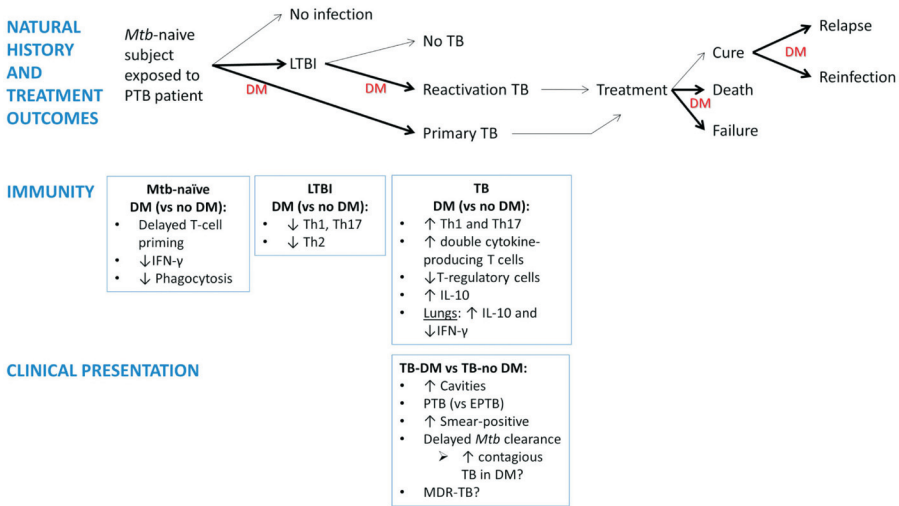 NATURAL
HISTORY
AND
TREATMENT
OUTCOMES
Mtb-naive
subject
exposed to
PTB patient
No infection
LTBI
DM
No TB
DM
Reactivation TB
Primary TB
Treatment
Cure
DM
Death
Failure
DM
Relapse
Reinfection
IMMUNITY
Mtb-naïve
DM (vs no DM):
• Delayed T-cell
priming
• ↓IFN-γ
• ↓ Phagocytosis
LTBI
DM (vs no DM):
• ↓ Th1, Th17
• ↓ Th2
TB
DM (vs no DM):
• ↑ Th1 and Th17
• ↑ double cytokine-
producing T cells
• ↓T-regulatory cells
• ↑ IL-10
• Lungs: ↑ IL-10 and
↓IFN-γ
CLINICAL PRESENTATION
TB-DM vs TB-no DM:
• ↑ Cavities
• PTB (vs EPTB)
• ↑ Smear-positive
• Delayed Mtb clearance
➢ ↑ contagious
TB in DM?
• MDR-TB?